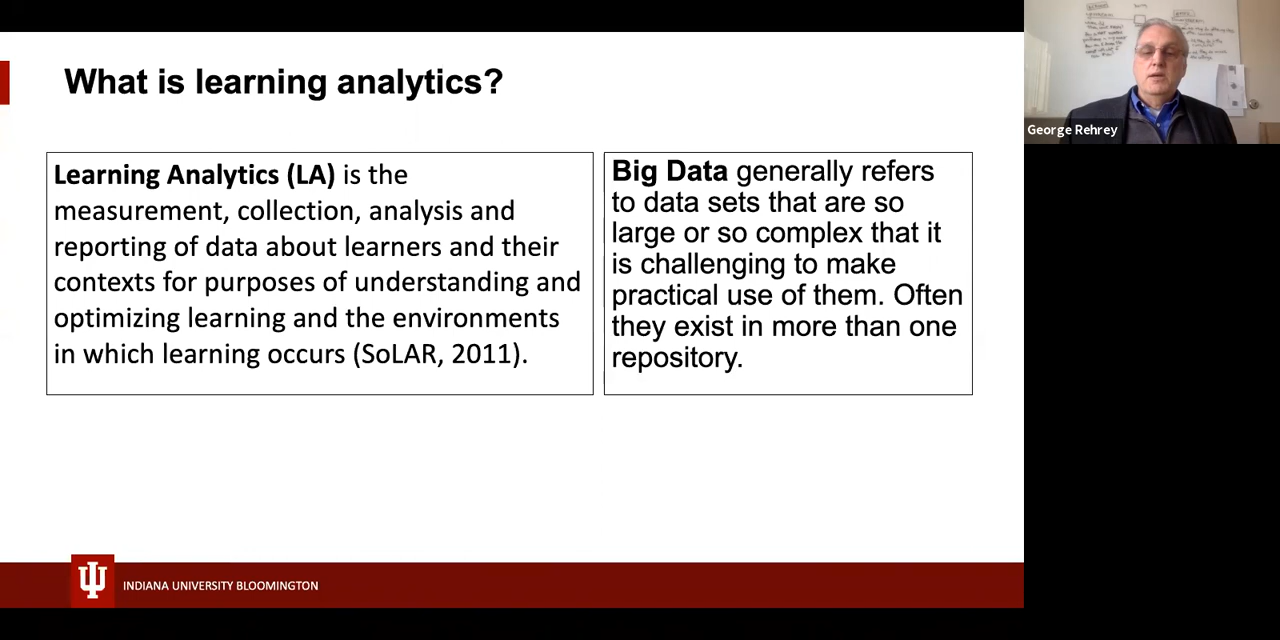 What is learning analytics?
Learning Analytics (LA) is the
measurement, collection, analysis and
reporting of data about learners and their
contexts for purposes of understanding and
optimizing learning and the environments
in which learning occurs (SoLAR, 2011).
Big Data generally refers
to data sets that are so
large or so complex that it
is challenging to make
practical use of them. Often
they exist in more than one
repository.
INDIANA UNIVERSITY BLOOMINGTON
George Rehrey